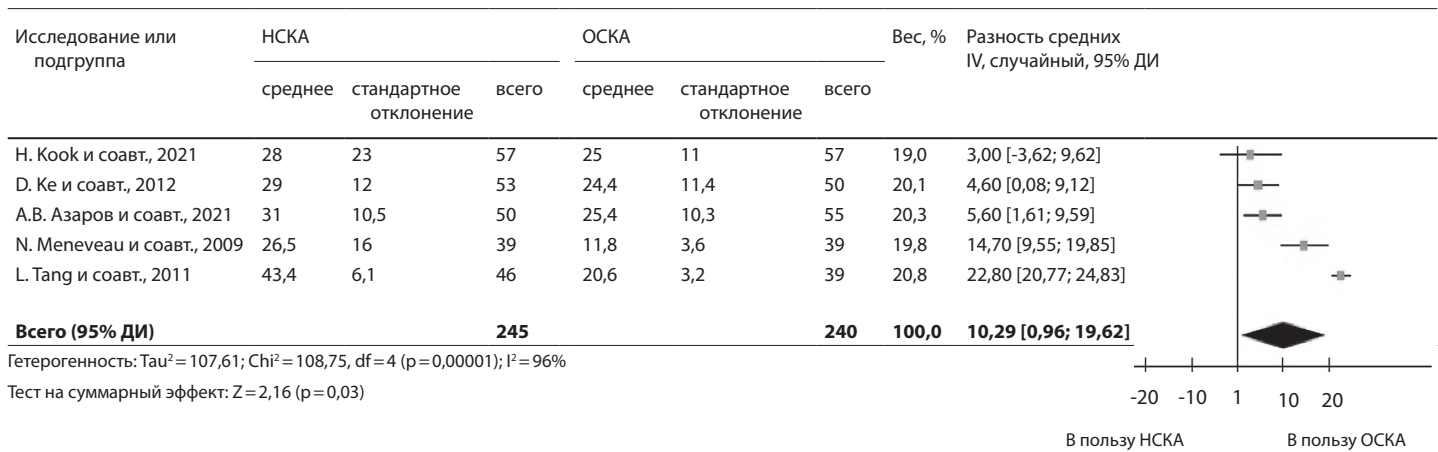 Исследование или подгруппа НСКА ОСКА Вес, % Разность средних IV, случайный, 95% ДИ
среднее стандартное отклонение всего среднее стандартное отклонение всего
H. Kook и соавт., 2021 28 23 57 25 11 57 19,0 3,00 [-3,62; 9,62]
D. Ke и соавт., 2012 29 12 53 24,4 11,4 50 20,1 4,60 [0,08; 9,12]
А.В. Азаров и соавт., 2021 31 10,5 50 25,4 10,3 55 20,3 5,60 [1,61; 9,59]
N. Meneveau и соавт., 2009 26,5 16 39 11,8 3,6 39 19,8 14,70 [9,55; 19,85]
L. Tang и соавт., 2011 43,4 6,1 46 20,6 3,2 39 20,8 22,80 [20,77; 24,83]
Всего (95% ДИ) 245 240 100,0 10,29 [0,96; 19,62]
Гетерогенность: Tau² = 107,61; Chi² = 108,75, df = 4 (p = 0,00001); I² = 96%
Тест на суммарный эффект: Z = 2,16 (p = 0,03)
-20 -10 1 10 20
В пользу НСКА В пользу ОСКА